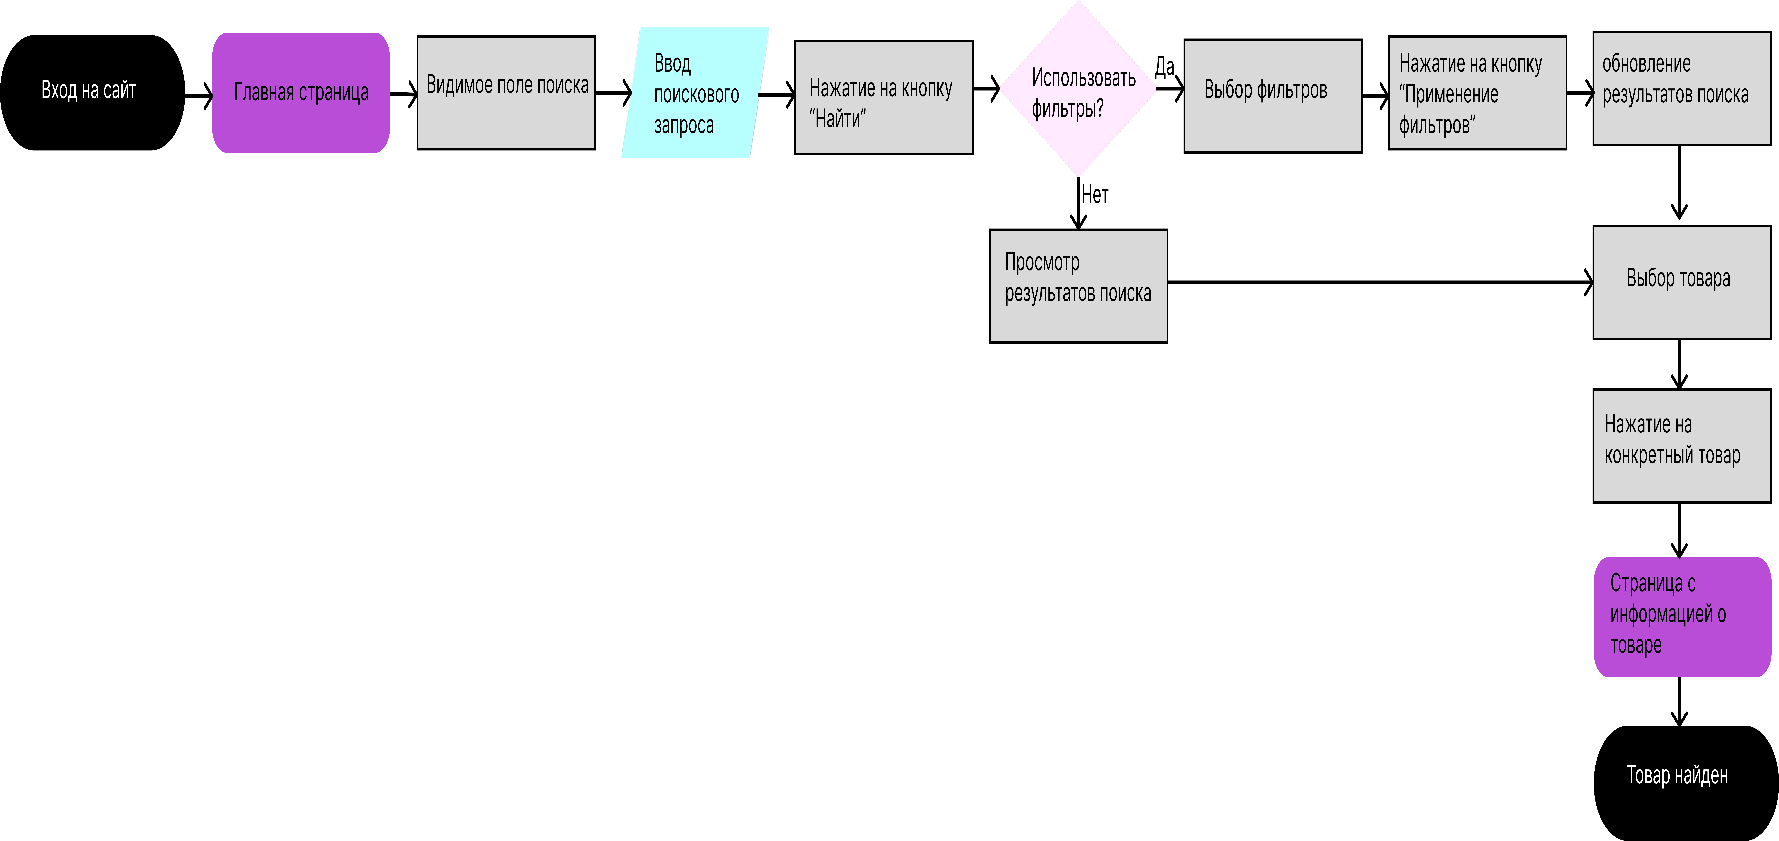 Вход на сайт
Главная страница
Видимое поле поиска
Ввод
поискового
запроса
Нажатие на кнопку
“Найти”
Использовать
фильтры?
Да
Выбор фильтров
Нажатие на кнопку
“Применение
фильтров”
обновление
результатов поиска
Нет
Просмотр
результатов поиска
Выбор товара
Нажатие на
конкретный товар
Страница с
информацией о
товаре
Товар найден